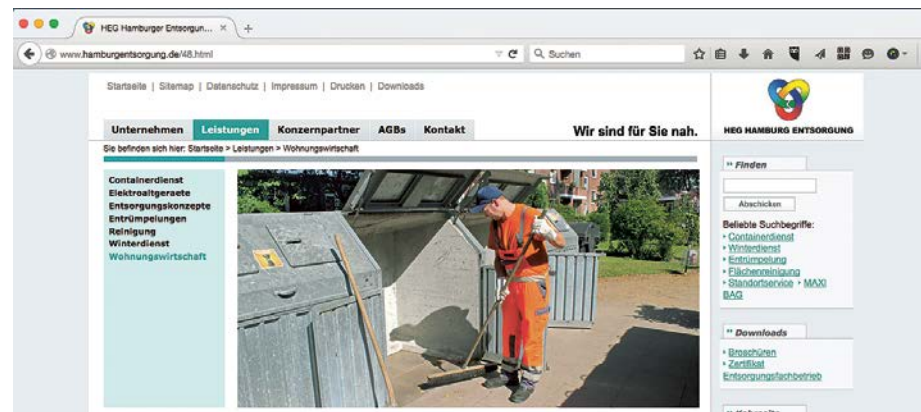 HEG Hamburger Entsorgun...
www.hamburgentsorgung.de/48.html
Suchen
Startseite | Sitemap | Datenschutz | Impressum | Drucken | Downloads
Unternehmen Leistungen Konzernpartner AGBs Kontakt
Wir sind für Sie nah.
HEG HAMBURG ENTSORGUNG
Sie befinden sich hier: Startseite > Leistungen > Wohnungswirtschaft
Containerdienst
Elektroaltgeraete
Entsorgungskonzepte
Entrümpelungen
Reinigung
Winterdienst
Wohnungswirtschaft
" Finden
Abschicken
Beliebte Suchbegriffe:
Containerdienst
Winterdienst
Entrümpelung
Flächenreinigung
Standortservice MAXI
BAG
" Downloads
Broschüren
Zertifikat
Entsorgungsfachbetrieb